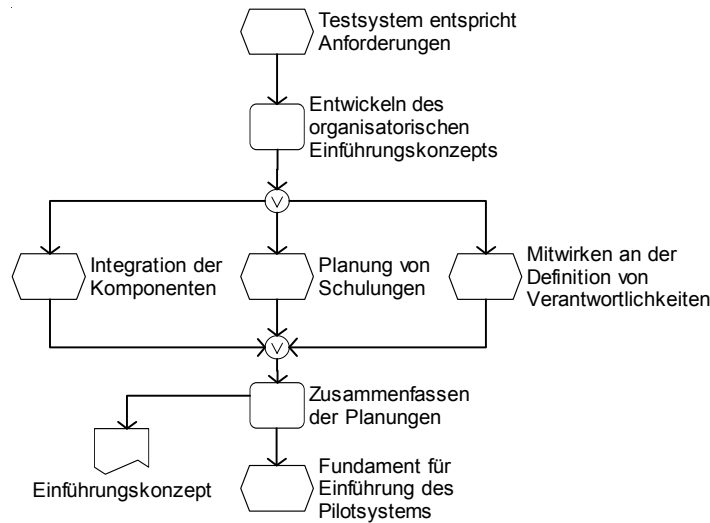 Testsystem entspricht
Anforderungen
Entwickeln des
organisatorischen
Einführungskonzepts
V
Integration der
Komponenten
Planung von
Schulungen
Mitwirken an der
Definition von
Verantwortlichkeiten
V
Zusammenfassen
der Planungen
Einführungskonzept
Fundament für
Einführung des
Pilotsystems